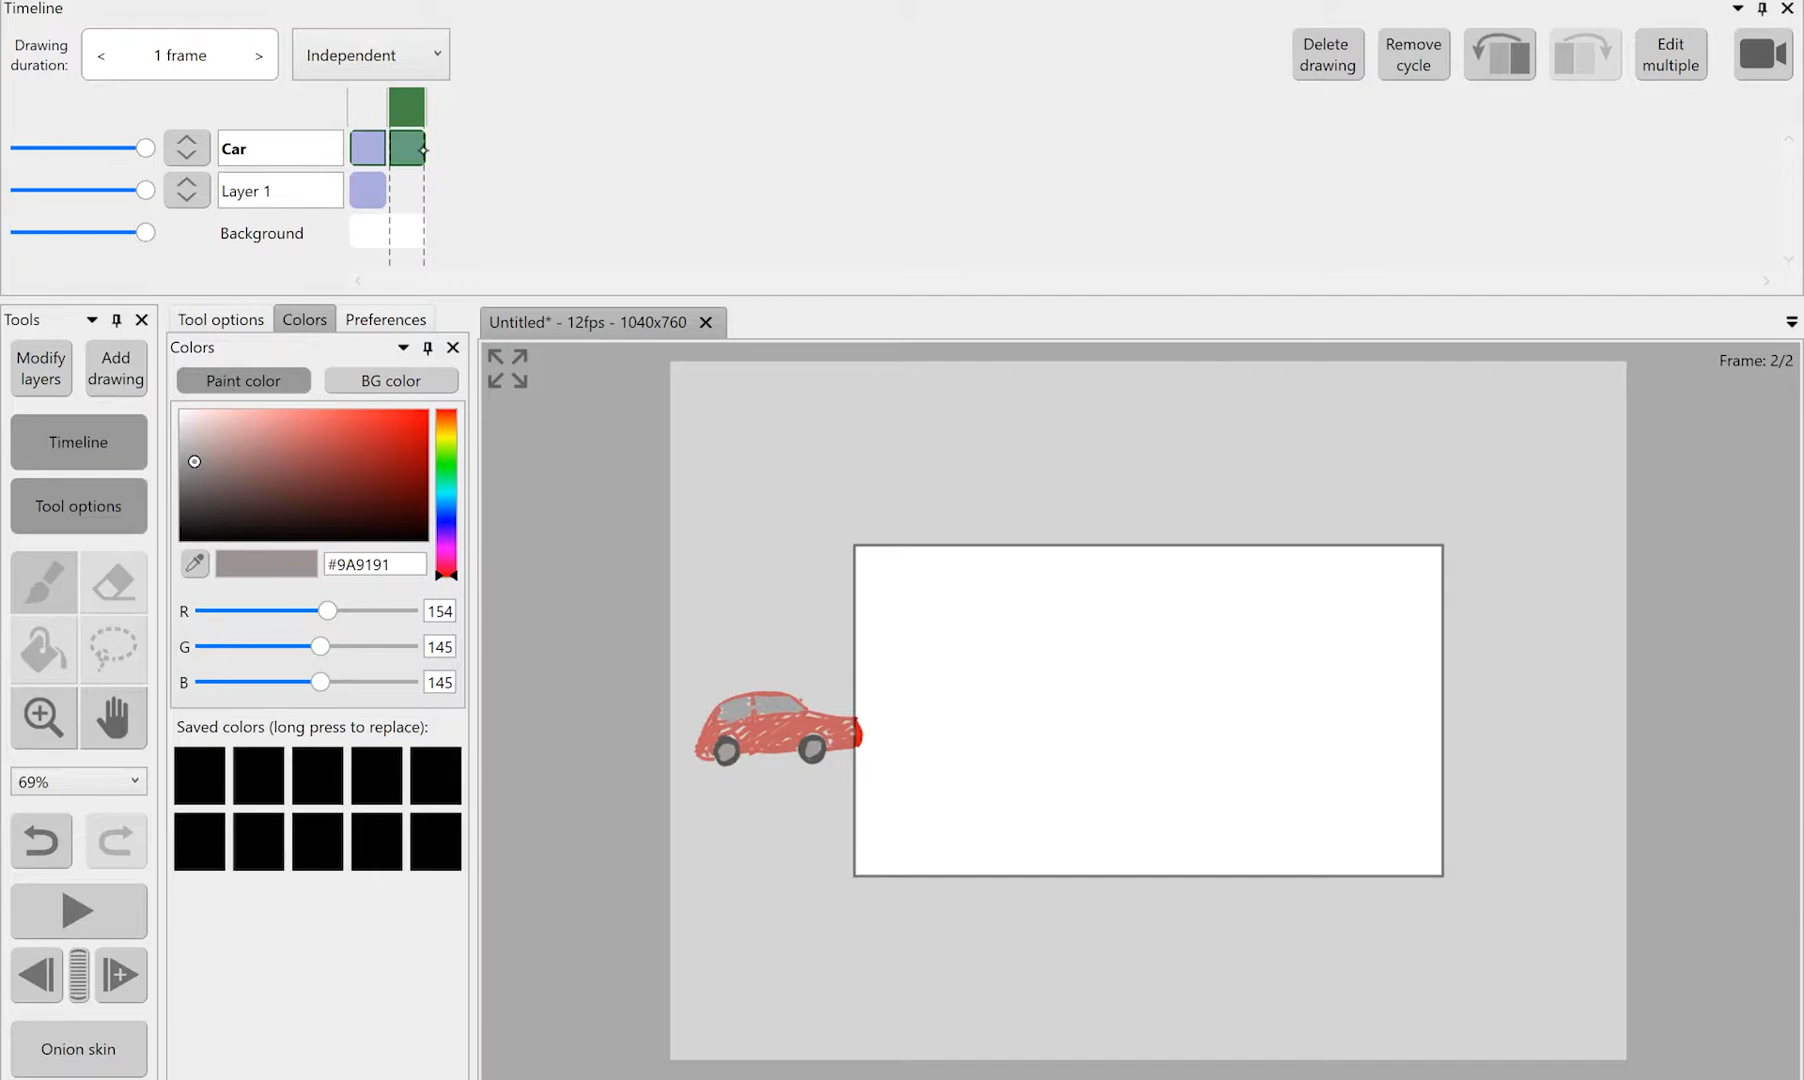 Timeline
Drawing
duration:
<
1 frame
>
Independent
Delete
drawing
Remove
cycle
Edit
multiple
Car
Layer 1
Background
Tools
Tool options
Colors
Preferences
Untitled* - 12fps - 1040x760
Colors
Modify
layers
Add
drawing
Paint color
BG color
Frame: 2/2
Timeline
Tool options
#9A9191
R
154
G
145
B
145
Saved colors (long press to replace):
69%
Onion skin